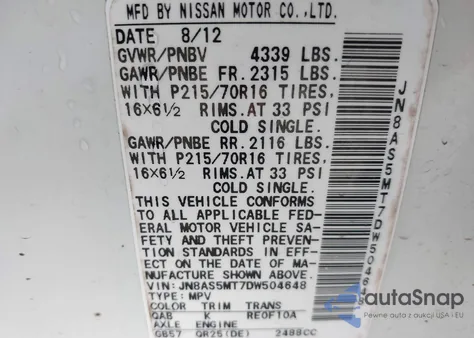 MFD BY NISSAN MOTOR CO.,LTD.
DATE 8/12
GVWR/PNBV 4339 LBS.
GAWR/PNBE FR. 2315 LBS.
WITH P215/70R16 TIRES,
16×6½ RIMS.AT 33 PSI
COLD SINGLE.
GAWR/PNBE RR. 2116 LBS.
WITH P215/70R16 TIRES,
16×6½ RIMS.AT 33 PSI
COLD SINGLE.
THIS VEHICLE CONFORMS
TO ALL APPLICABLE FED-
ERAL MOTOR VEHICLE SA-
FETY AND THEFT PREVEN-
TION STANDARDS IN EFF-
ECT ON THE DATE OF MA-
NUFACTURE SHOWN ABOVE.
VIN: JN8AS5MT7DW504648
TYPE: MPV
COLOR TRIM TRANS
QAB K RE0F10A
AXLE ENGINE
GB57 QR25(DE) 2488CC
JN8AS5MT7DW504648
autaSnap
Prawda o aukcji USA